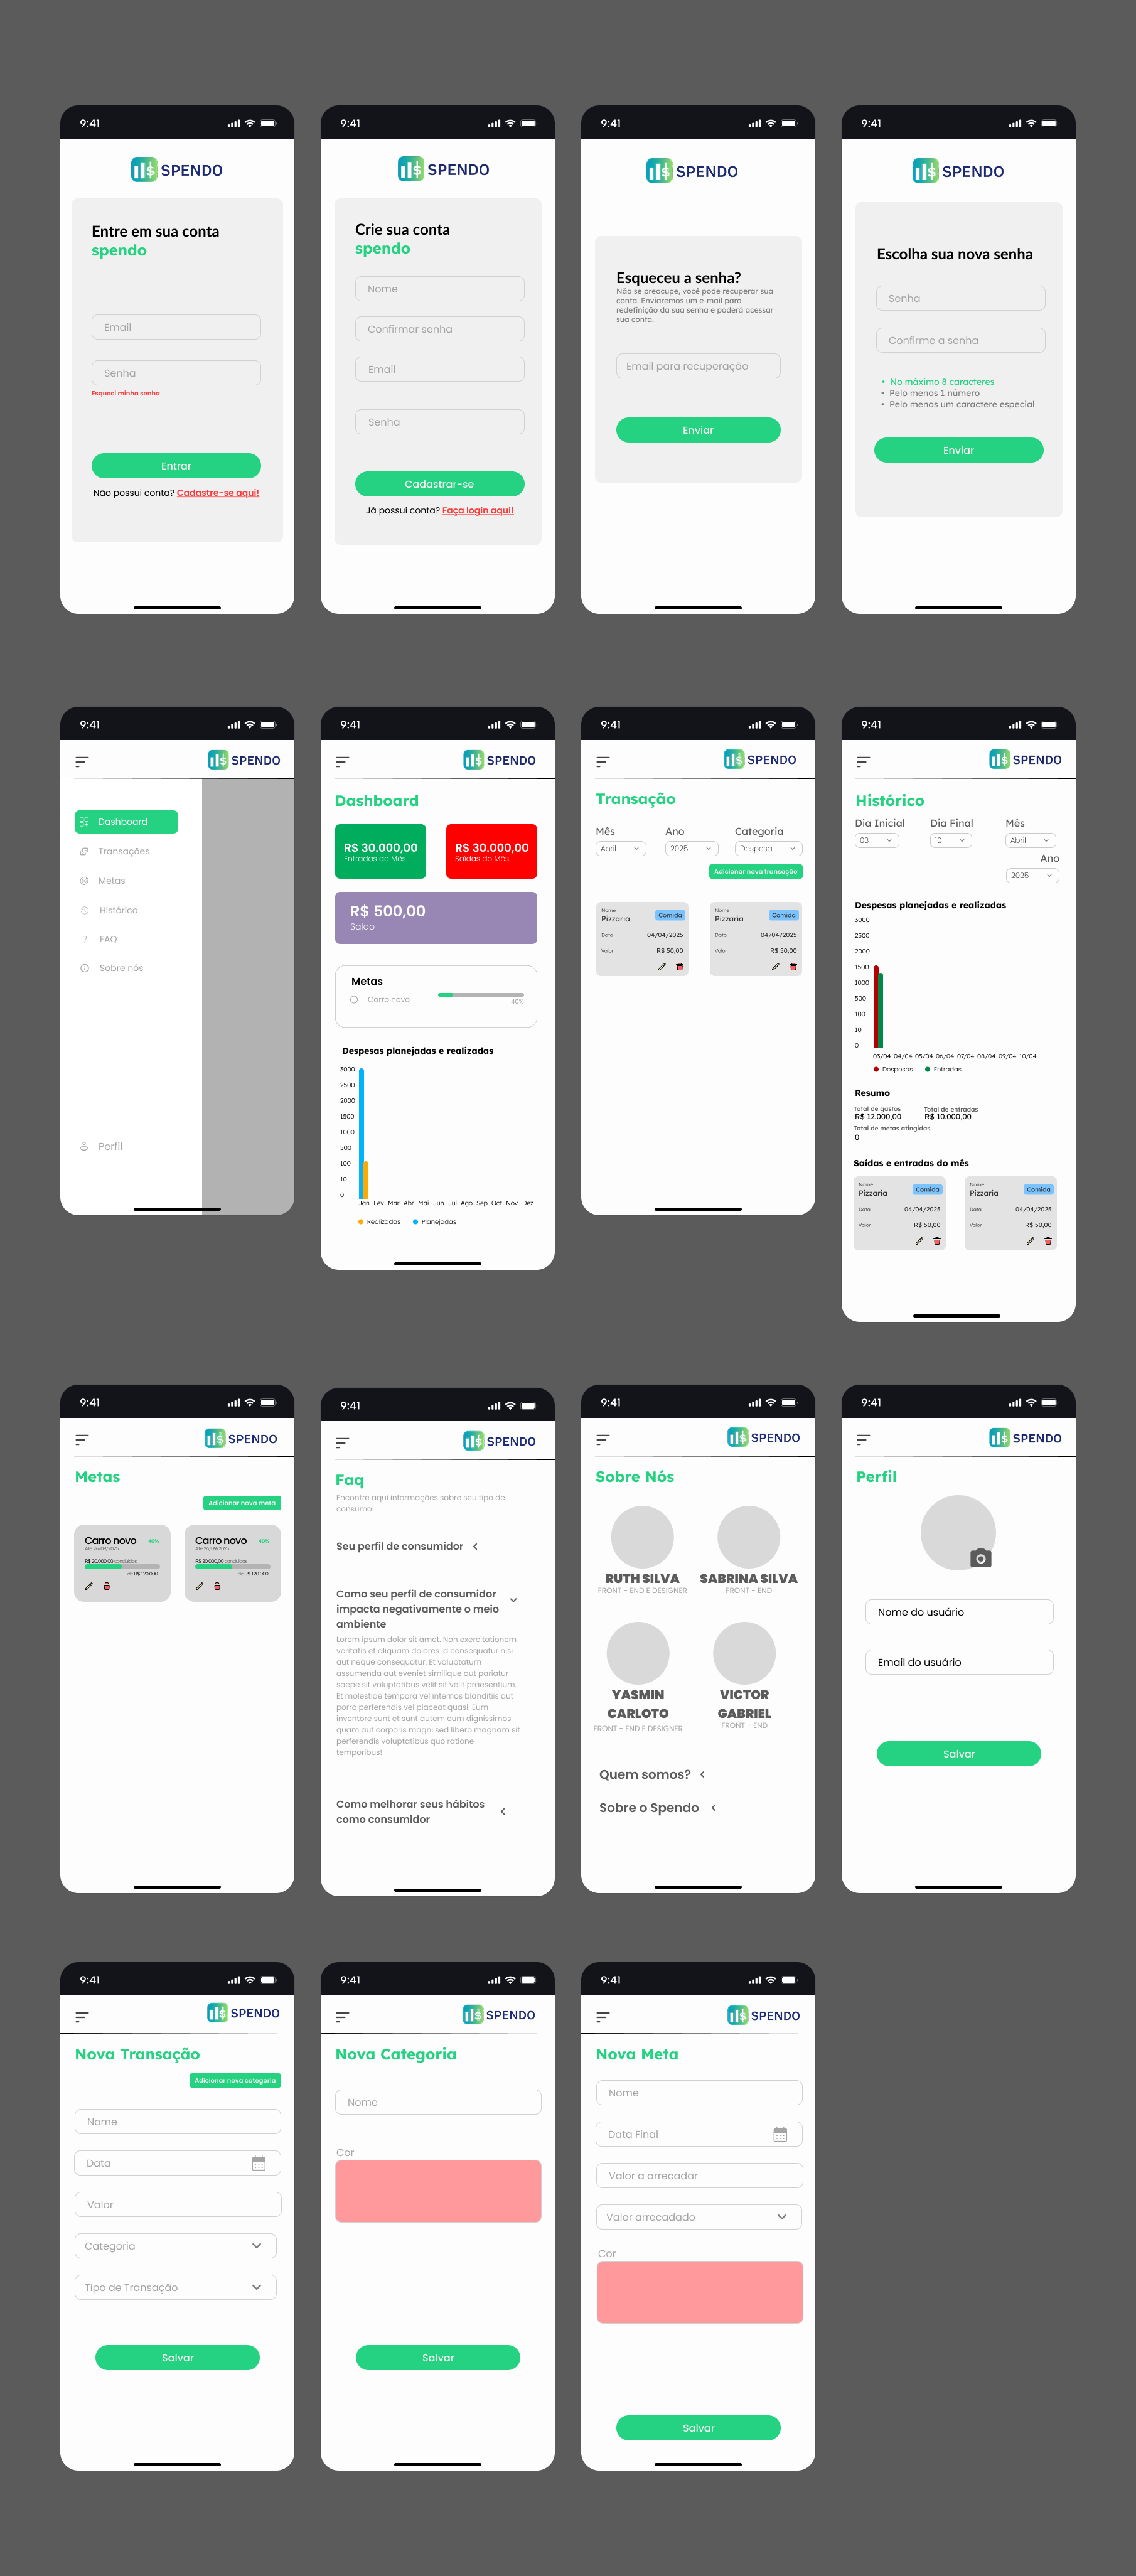 9:41
SPENDO
Entre em sua conta
spendo
Email
Senha
Esqueci minha senha
Entrar
Não possui conta? Cadastre-se aqui!
9:41
SPENDO
Crie sua conta
spendo
Nome
Confirmar senha
Email
Senha
Cadastrar-se
Já possui conta? Faça login aqui!
9:41
SPENDO
Esqueceu a senha?
Não se preocupe, você pode recuperar sua
conta. Enviaremos um e-mail para
redefinição da sua senha e poderá acessar
sua conta.
Email para recuperação
Enviar
9:41
SPENDO
Escolha sua nova senha
Senha
Confirme a senha
• No máximo 8 caracteres
• Pelo menos 1 número
• Pelo menos um caractere especial
Enviar
9:41
SPENDO
Dashboard
Transações
Metas
Histórico
FAQ
Sobre nós
Perfil
9:41
SPENDO
Dashboard
R$ 30.000,00
Entradas do Mês
R$ 30.000,00
Saídas do Mês
R$ 500,00
Saldo
Metas
Carro novo
40%
Despesas planejadas e realizadas
3000
2500
2000
1500
1000
500
100
10
0
Jan Fev Mar Abr Mai Jun Jul Ago Sep Oct Nov Dez
Realizadas Planejadas
9:41
SPENDO
Transação
Mês Ano Categoria
Abril 2025 Despesa
Adicionar nova transação
Nome
Pizzaria
Comida
Data 04/04/2025
Valor R$ 50,00
Nome
Pizzaria
Comida
Data 04/04/2025
Valor R$ 50,00
9:41
SPENDO
Histórico
Dia Inicial Dia Final Mês
03 10 Abril
Ano
2025
Despesas planejadas e realizadas
3000
2500
2000
1500
1000
500
100
10
0
03/04 04/04 05/04 06/04 07/04 08/04 09/04 10/04
Despesas Entradas
Resumo
Total de gastos Total de entradas
R$ 12.000,00 R$ 10.000,00
Total de metas atingidas
0
Saídas e entradas do mês
Nome
Pizzaria
Comida
Data 04/04/2025
Valor R$ 50,00
Nome
Pizzaria
Comida
Data 04/04/2025
Valor R$ 50,00
9:41
SPENDO
Metas
Adicionar nova meta
Carro novo 40%
Até 26/09/2025
R$ 20.000,00 concluídos
de R$ 120.000
Carro novo 40%
Até 26/09/2025
R$ 20.000,00 concluídos
de R$ 120.000
9:41
SPENDO
Faq
Encontre aqui informações sobre seu tipo de
consumo!
Seu perfil de consumidor
Como seu perfil de consumidor
impacta negativamente o meio
ambiente
Lorem ipsum dolor sit amet. Non exercitationem
veritatis et aliquam dolores id consequatur nisi
aut neque consequatur. Et voluptatum
assumenda aut eveniet similique aut pariatur
saepe sit voluptatibus velit sit velit praesentium.
Et molestiae tempora vel internos blanditiis aut
porro perferendis vel placeat quasi. Eum
inventore sunt et sunt autem eum dignissimos
quam aut corporis magni sed libero magnam sit
perferendis voluptatibus quo ratione
temporibus!
Como melhorar seus hábitos
como consumidor
9:41
SPENDO
Sobre Nós
RUTH SILVA
FRONT - END E DESIGNER
SABRINA SILVA
FRONT - END
YASMIN
CARLOTO
FRONT - END E DESIGNER
VICTOR
GABRIEL
FRONT - END
Quem somos?
Sobre o Spendo
9:41
SPENDO
Perfil
Nome do usuário
Email do usuário
Salvar
9:41
SPENDO
Nova Transação
Adicionar nova categoria
Nome
Data
Valor
Categoria
Tipo de Transação
Salvar
9:41
SPENDO
Nova Categoria
Nome
Cor
Salvar
9:41
SPENDO
Nova Meta
Nome
Data Final
Valor a arrecadar
Valor arrecadado
Cor
Salvar